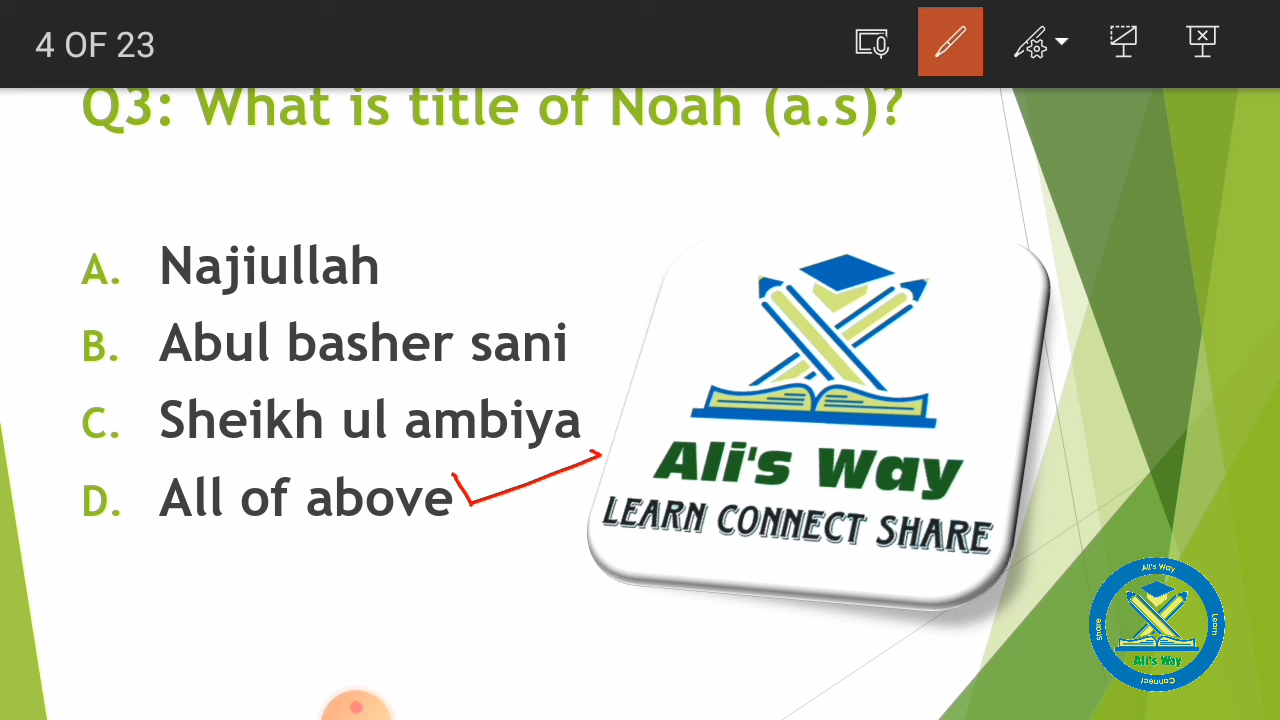 4 OF 23
Q3: What is title of Noah (a.s)?
A. Najiullah
B. Abul basher sani
C. Sheikh ul ambiya
D. All of above
Ali's Way
LEARN CONNECT SHARE
Ali's Way
Share
Learn
Ali's Way
Connect